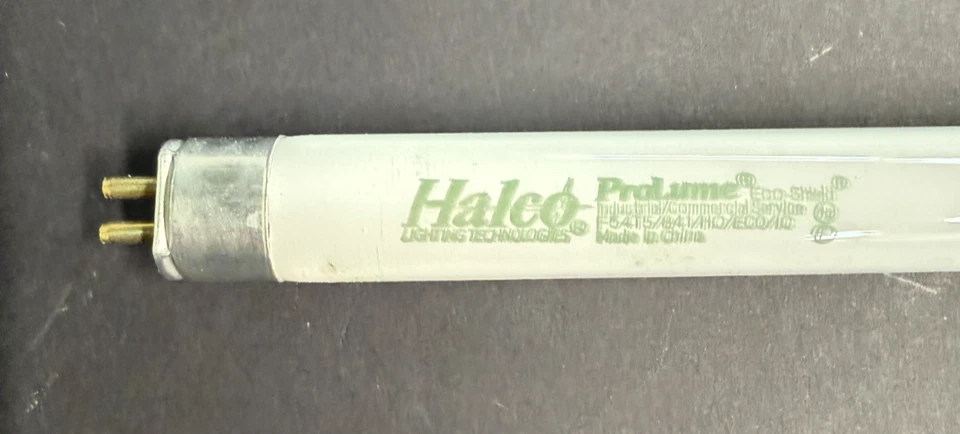 Halco
LIGHTING TECHNOLOGIES
ProLume® Eco-Shield®
Industrial/Commercial Service
F54T5/841/HO/ECO/IC
Made in China